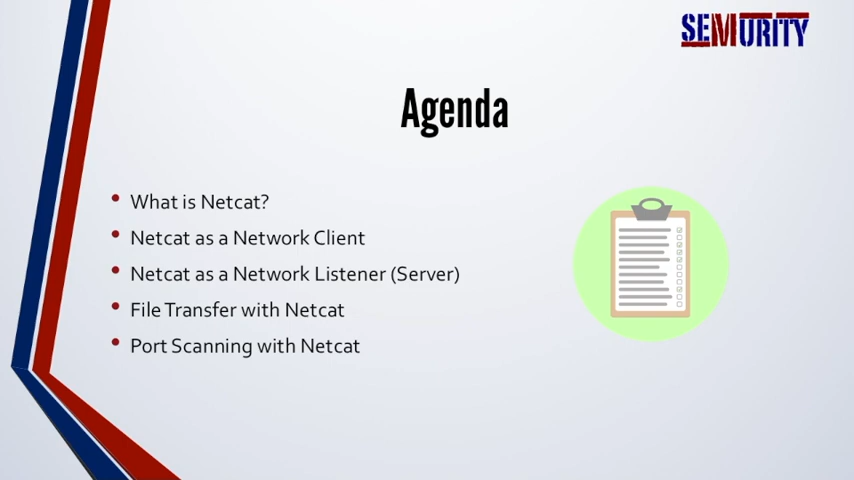 SEMURITY
Agenda
• What is Netcat?
• Netcat as a Network Client
• Netcat as a Network Listener (Server)
• File Transfer with Netcat
• Port Scanning with Netcat